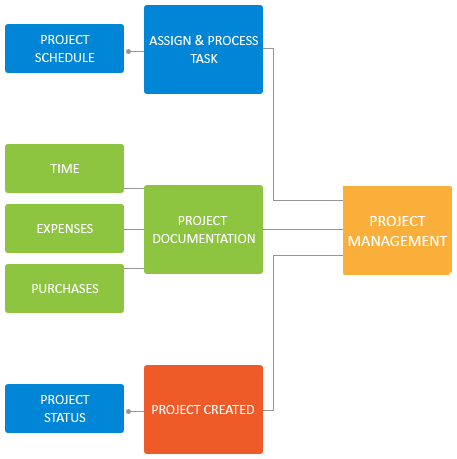 PROJECT
SCHEDULE
ASSIGN & PROCESS
TASK
TIME
EXPENSES
PURCHASES
PROJECT
DOCUMENTATION
PROJECT
MANAGEMENT
PROJECT
STATUS
PROJECT CREATED